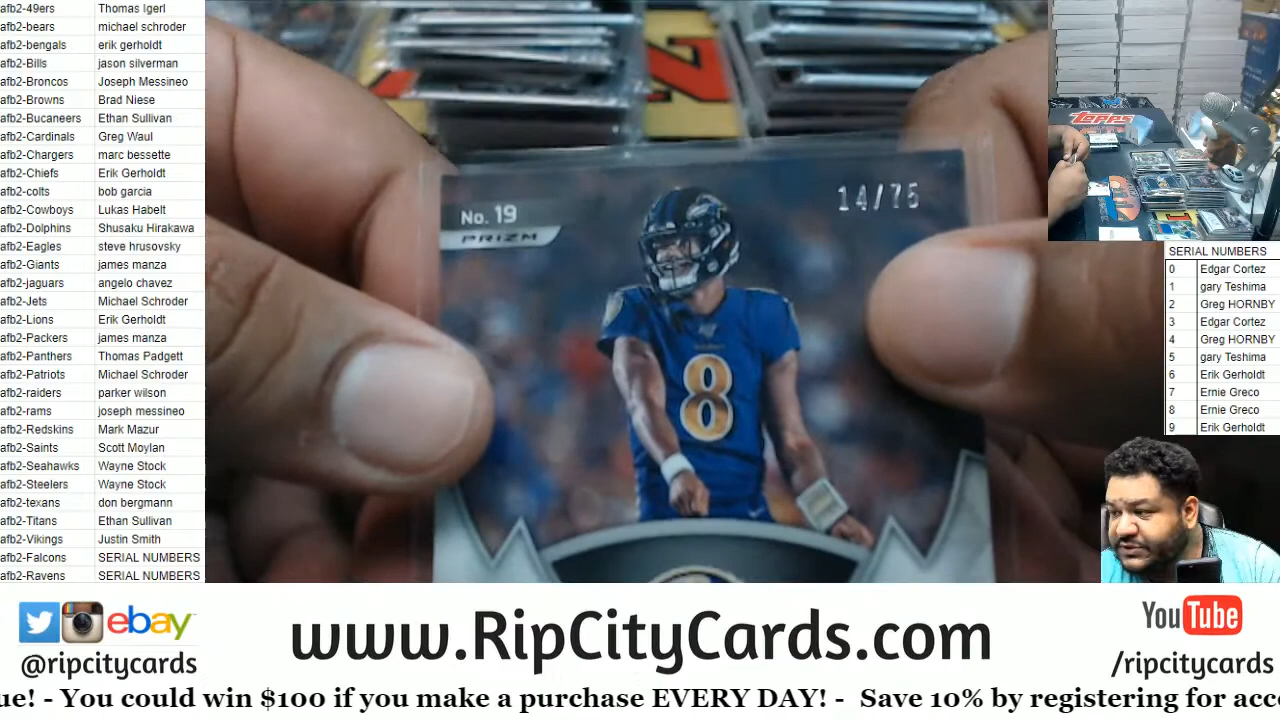 afb2-49ers Thomas Igerl
afb2-bears michael schroder
afb2-bengals erik gerholdt
afb2-Bills jason silverman
afb2-Broncos Joseph Messineo
afb2-Browns Brad Niese
afb2-Bucaneers Ethan Sullivan
afb2-Cardinals Greg Waul
afb2-Chargers marc bessette
afb2-Chiefs Erik Gerholdt
afb2-colts bob garcia
afb2-Cowboys Lukas Habelt
afb2-Dolphins Shusaku Hirakawa
afb2-Eagles steve hrusovsky
afb2-Giants james manza
afb2-jaguars angelo chavez
afb2-Jets Michael Schroder
afb2-Lions Erik Gerholdt
afb2-Packers james manza
afb2-Panthers Thomas Padgett
afb2-Patriots Michael Schroder
afb2-raiders parker wilson
afb2-rams joseph messineo
afb2-Redskins Mark Mazur
afb2-Saints Scott Moylan
afb2-Seahawks Wayne Stock
afb2-Steelers Wayne Stock
afb2-texans don bergmann
afb2-Titans Ethan Sullivan
afb2-Vikings Justin Smith
afb2-Falcons SERIAL NUMBERS
afb2-Ravens SERIAL NUMBERS
No. 19
PRIZM
14/75
8
Topps
SERIAL NUMBERS
0 Edgar Cortez
1 gary Teshima
2 Greg HORNBY
3 Edgar Cortez
4 Greg HORNBY
5 gary Teshima
6 Erik Gerholdt
7 Ernie Greco
8 Ernie Greco
9 Erik Gerholdt
ebay
@ripcitycards
www.RipCityCards.com
YouTube
/ripcitycards
ue! - You could win $100 if you make a purchase EVERY DAY! - Save 10% by registering for acc